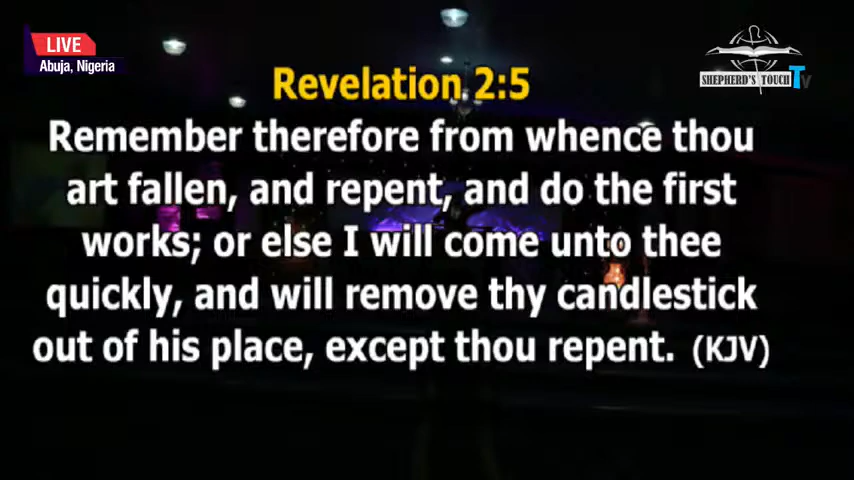 LIVE
Abuja, Nigeria
SHEPHERD'S TOUCH TV
Revelation 2:5
Remember therefore from whence thou
art fallen, and repent, and do the first
works; or else I will come unto thee
quickly, and will remove thy candlestick
out of his place, except thou repent. (KJV)